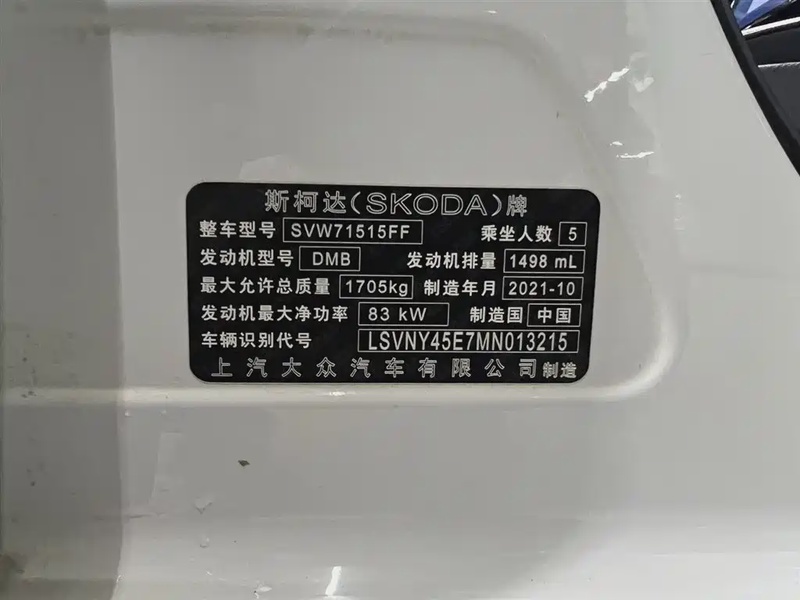 斯柯达(SKODA)牌
整车型号 SVW71515FF 乘坐人数 5
发动机型号 DMB 发动机排量 1498 mL
最大允许总质量 1705kg 制造年月 2021-10
发动机最大净功率 83 kW 制造国 中国
车辆识别代号 LSVNY45E7MN013215
上汽大众汽车有限公司制造